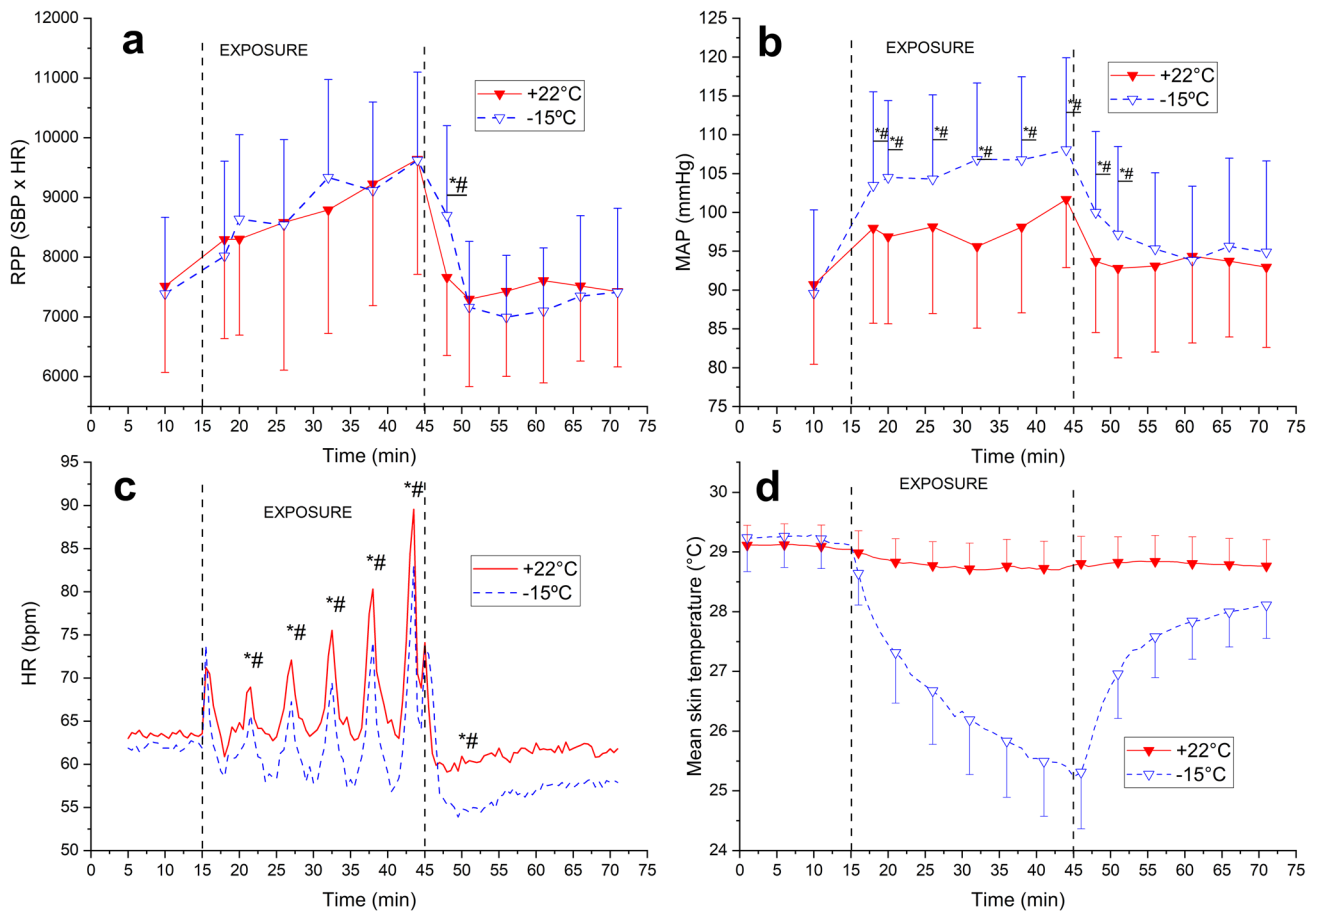 a
EXPOSURE
+22°C
-15ºC
*#
12000
11000
10000
9000
8000
7000
6000
RPP (SBP x HR)
0 5 10 15 20 25 30 35 40 45 50 55 60 65 70 75
Time (min)
b
EXPOSURE
+22°C
-15ºC
*# *# *# *# *# *# *# *#
125
120
115
110
105
100
95
90
85
80
75
MAP (mmHg)
0 5 10 15 20 25 30 35 40 45 50 55 60 65 70 75
Time (min)
c
EXPOSURE
+22°C
-15ºC
*# *# *# *# *# *#
95
90
85
80
75
70
65
60
55
50
HR (bpm)
0 5 10 15 20 25 30 35 40 45 50 55 60 65 70 75
Time (min)
d
EXPOSURE
+22°C
-15°C
30
29
28
27
26
25
24
Mean skin temperature (°C)
0 5 10 15 20 25 30 35 40 45 50 55 60 65 70 75
Time (min)